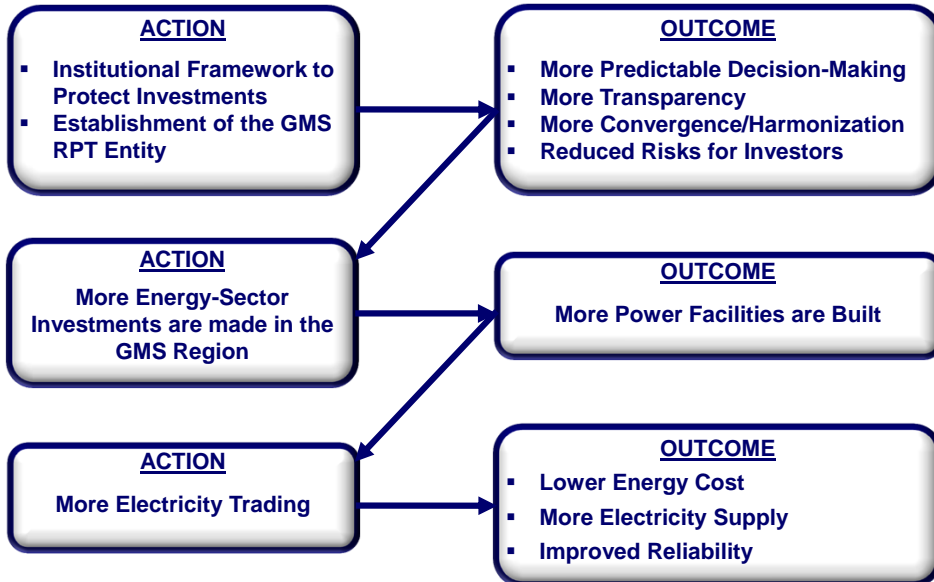 ACTION
▪ Institutional Framework to
Protect Investments
▪ Establishment of the GMS
RPT Entity
OUTCOME
▪ More Predictable Decision-Making
▪ More Transparency
▪ More Convergence/Harmonization
▪ Reduced Risks for Investors
ACTION
More Energy-Sector
Investments are made in the
GMS Region
OUTCOME
More Power Facilities are Built
ACTION
More Electricity Trading
OUTCOME
▪ Lower Energy Cost
▪ More Electricity Supply
▪ Improved Reliability